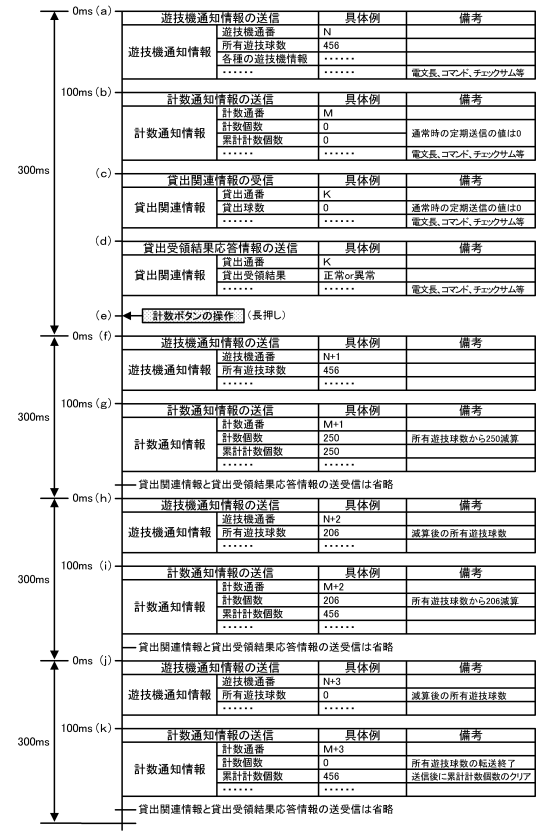 0ms (a)
遊技機通知情報の送信 具体例 備考
遊技機通知情報 遊技機通番 N
所有遊技球数 456
各種の遊技機情報 ・・・・・・
・・・・・・ ・・・・・・ 電文長、コマンド、チェックサム等
100ms (b)
計数通知情報の送信 具体例 備考
計数通知情報 計数通番 M
計数個数 0 通常時の定期送信の値は0
累計計数個数 0
・・・・・・ ・・・・・・ 電文長、コマンド、チェックサム等
300ms
(c)
貸出関連情報の受信 具体例 備考
貸出関連情報 貸出通番 K
貸出球数 0 通常時の定期送信の値は0
・・・・・・ ・・・・・・ 電文長、コマンド、チェックサム等
(d)
貸出受領結果応答情報の送信 具体例 備考
貸出関連情報 貸出通番 K
貸出受領結果 正常or異常
・・・・・・ ・・・・・・ 電文長、コマンド、チェックサム等
(e) 計数ボタンの操作 (長押し)
0ms (f)
遊技機通知情報の送信 具体例 備考
遊技機通知情報 遊技機通番 N+1
所有遊技球数 456
・・・・・・ ・・・・・・
300ms
100ms (g)
計数通知情報の送信 具体例 備考
計数通知情報 計数通番 M+1
計数個数 250 所有遊技球数から250減算
累計計数個数 250
・・・・・・ ・・・・・・
貸出関連情報と貸出受領結果応答情報の送受信は省略
0ms (h)
遊技機通知情報の送信 具体例 備考
遊技機通知情報 遊技機通番 N+2
所有遊技球数 206 減算後の所有遊技球数
・・・・・・ ・・・・・・
300ms
100ms (i)
計数通知情報の送信 具体例 備考
計数通知情報 計数通番 M+2
計数個数 206 所有遊技球数から206減算
累計計数個数 456
・・・・・・ ・・・・・・
貸出関連情報と貸出受領結果応答情報の送受信は省略
0ms (j)
遊技機通知情報の送信 具体例 備考
遊技機通知情報 遊技機通番 N+3
所有遊技球数 0 減算後の所有遊技球数
・・・・・・ ・・・・・・
300ms
100ms (k)
計数通知情報の送信 具体例 備考
計数通知情報 計数通番 M+3
計数個数 0 所有遊技球数の転送終了
累計計数個数 456 送信後に累計計数個数のクリア
・・・・・・ ・・・・・・
貸出関連情報と貸出受領結果応答情報の送受信は省略